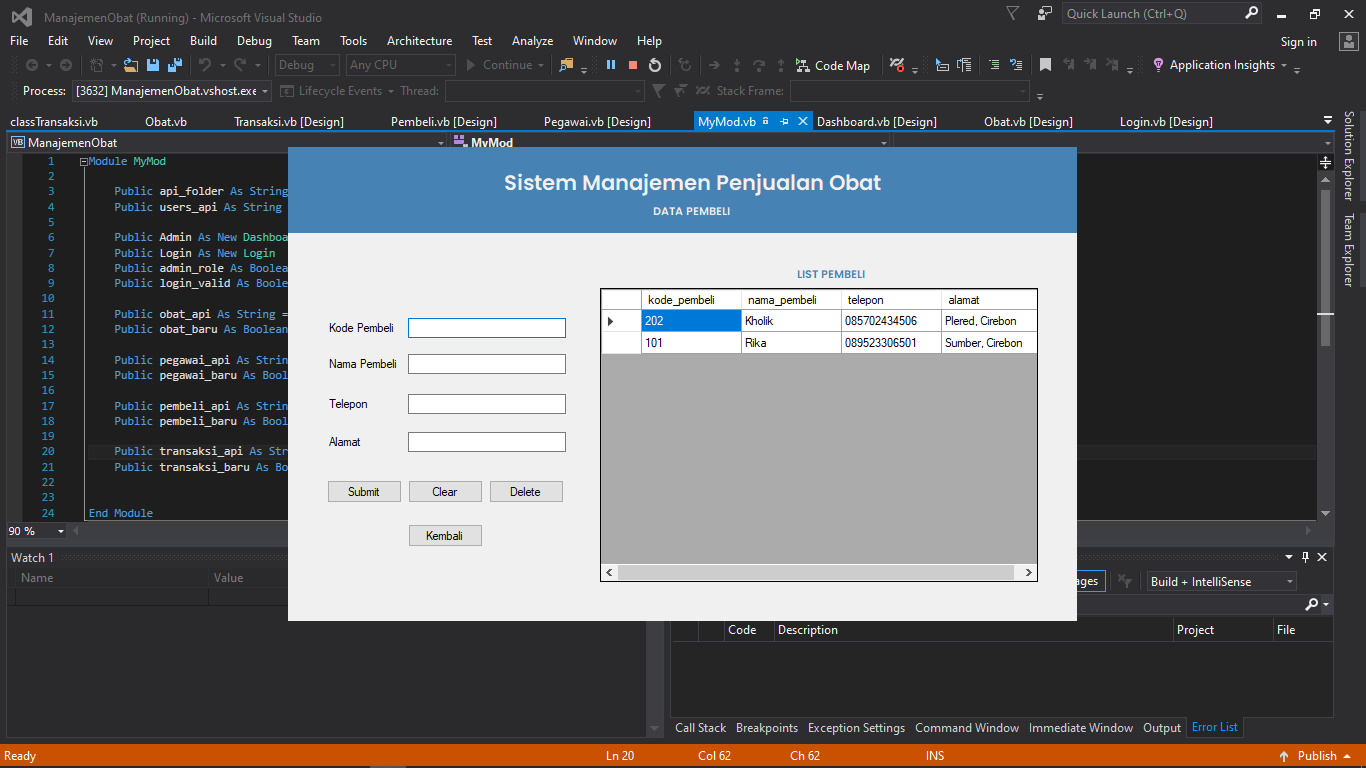 ManajemenObat (Running) - Microsoft Visual Studio
Quick Launch (Ctrl+Q)
File Edit View Project Build Debug Team Tools Architecture Test Analyze Window Help
Sign in
Debug Any CPU Continue Code Map Application Insights
Process: [3632] ManajemenObat.vshost.exe Lifecycle Events Thread: Stack Frame:
classTransaksi.vb Obat.vb Transaksi.vb [Design] Pembeli.vb [Design] Pegawai.vb [Design] MyMod.vb Dashboard.vb [Design] Obat.vb [Design] Login.vb [Design]
VB ManajemenObat MyMod
Solution Explorer
Team Explorer
1 Module MyMod
2
3 Public api_folder As String
4 Public users_api As String
5
6 Public Admin As New Dashboa
7 Public Login As New Login
8 Public admin_role As Boolea
9 Public login_valid As Boole
10
11 Public obat_api As String =
12 Public obat_baru As Boolean
13
14 Public pegawai_api As Strin
15 Public pegawai_baru As Bool
16
17 Public pembeli_api As Strin
18 Public pembeli_baru As Bool
19
20 Public transaksi_api As Str
21 Public transaksi_baru As Bo
22
23
24 End Module
90 %
Sistem Manajemen Penjualan Obat
DATA PEMBELI
LIST PEMBELI
Kode Pembeli
Nama Pembeli
Telepon
Alamat
Submit Clear Delete
Kembali
kode_pembeli nama_pembeli telepon alamat
202 Kholik 085702434506 Plered, Cirebon
101 Rika 089523306501 Sumber, Cirebon
Watch 1
Name Value
ages Build + IntelliSense
Code Description Project File
Call Stack Breakpoints Exception Settings Command Window Immediate Window Output Error List
Ready Ln 20 Col 62 Ch 62 INS Publish